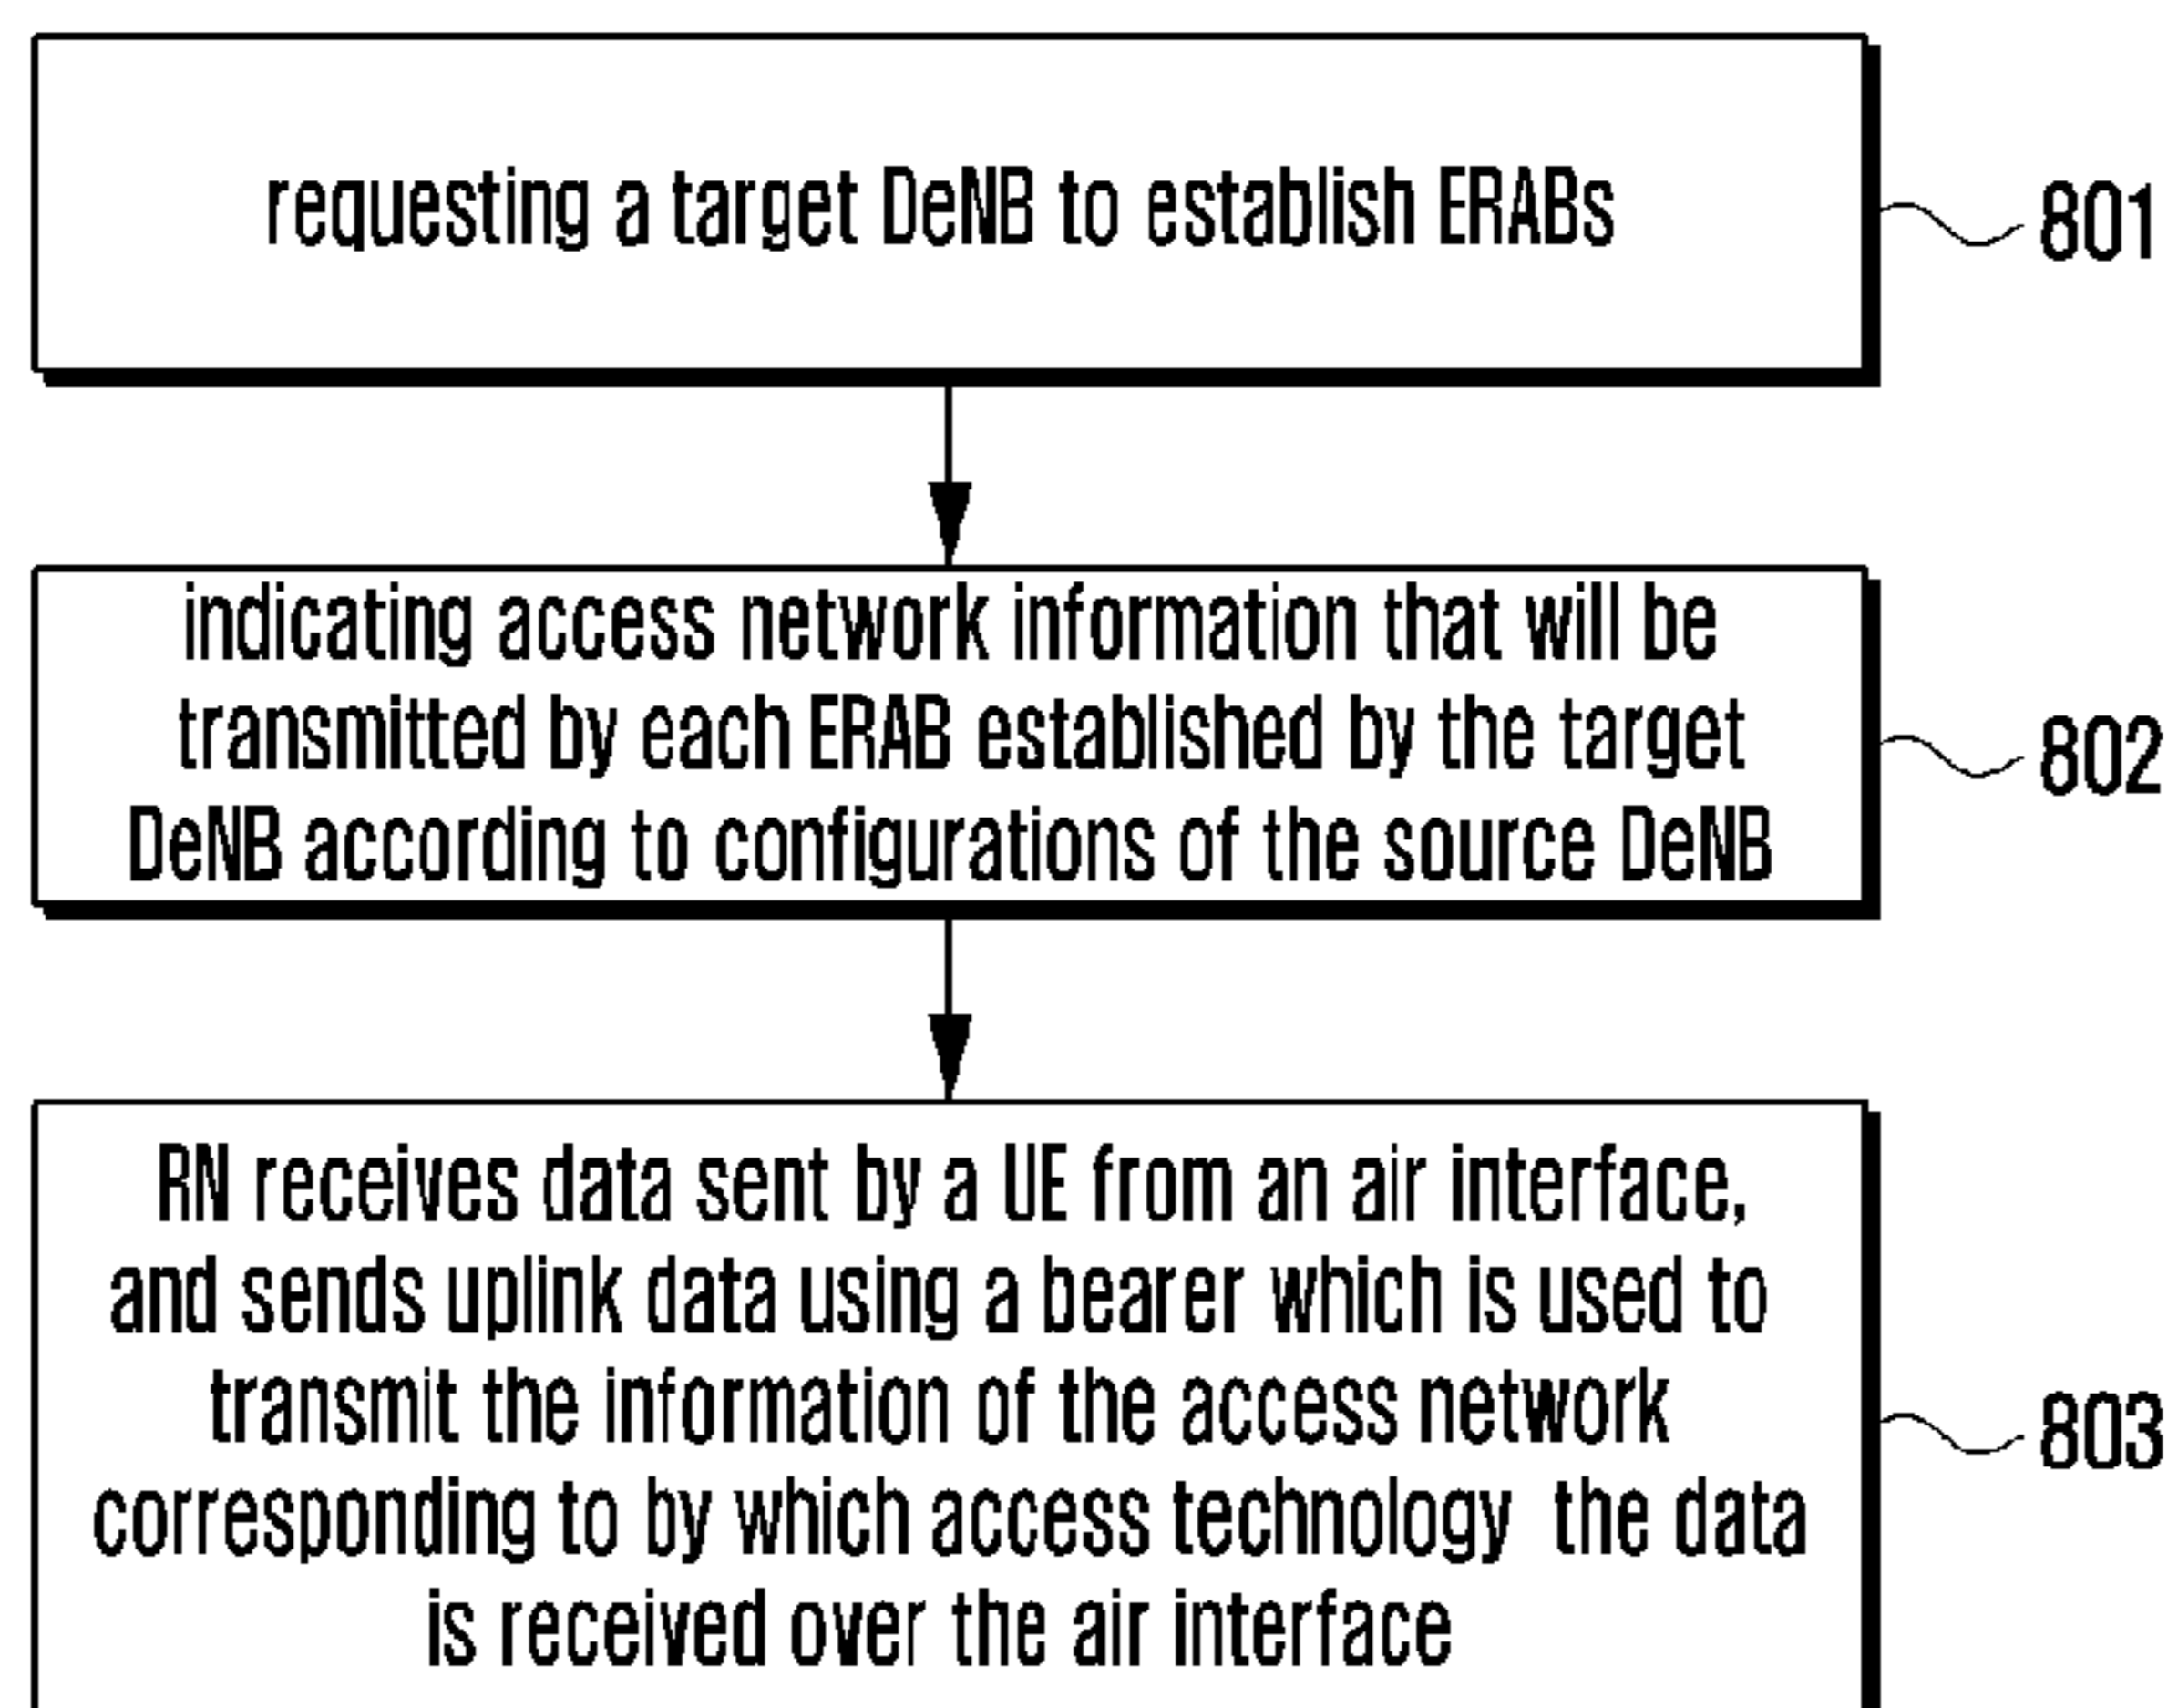 requesting a target DeNB to establish ERABs
801
indicating access network information that will be
transmitted by each ERAB established by the target
DeNB according to configurations of the source DeNB
802
RN receives data sent by a UE from an air interface,
and sends uplink data using a bearer which is used to
transmit the information of the access network
corresponding to by which access technology the data
is received over the air interface
803